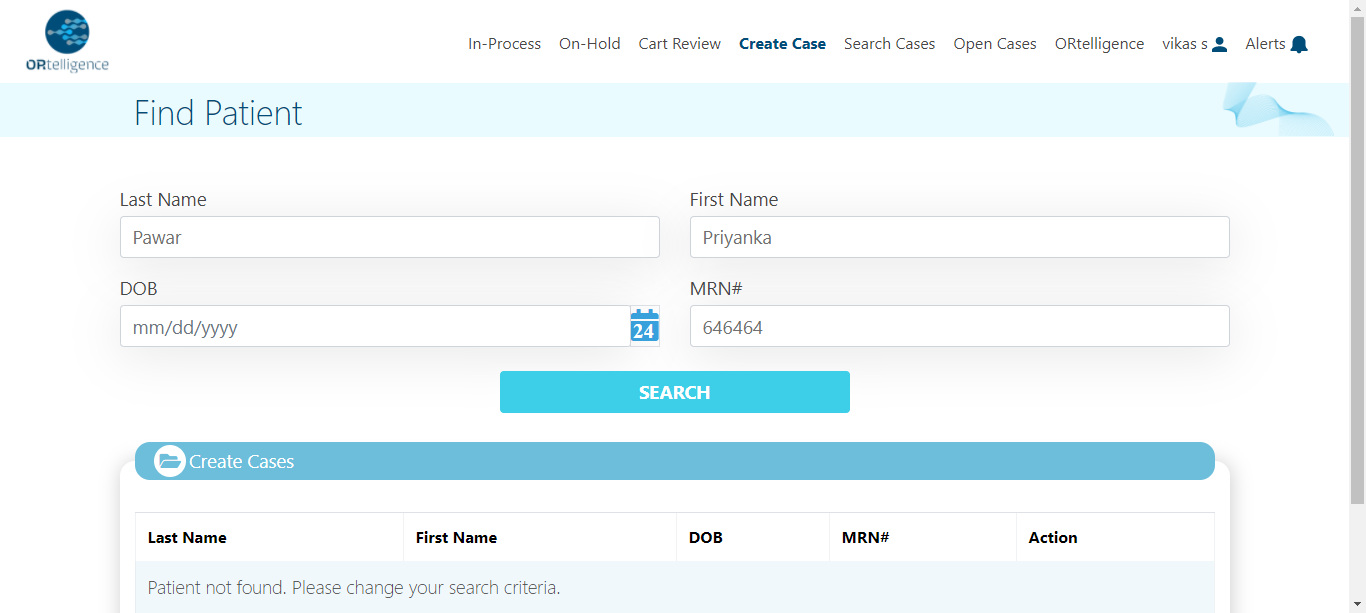 ORtelligence
In-Process On-Hold Cart Review Create Case Search Cases Open Cases ORtelligence vikas s Alerts
Find Patient
Last Name First Name
Pawar Priyanka
DOB MRN#
mm/dd/yyyy 24 646464
SEARCH
Create Cases
Last Name First Name DOB MRN# Action
Patient not found. Please change your search criteria.